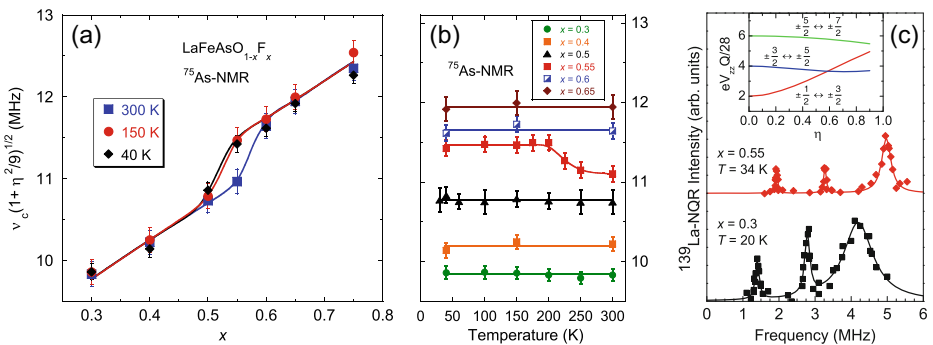 (a)
LaFeAsO1-xFx
75As-NMR
300 K
150 K
40 K
νc(1+ η2/9)1/2 (MHz)
13
12
11
10
0.3 0.4 0.5 0.6 0.7 0.8
x
(b)
75As-NMR
x = 0.3
x = 0.4
x = 0.5
x = 0.55
x = 0.6
x = 0.65
13
12
11
10
0 50 100 150 200 250 300
Temperature (K)
(c)
139La-NQR Intensity (arb. units)
eVzzQ/28
6
4
2
±5/2 ↔ ±7/2
±3/2 ↔ ±5/2
±1/2 ↔ ±3/2
0.0 0.2 0.4 0.6 0.8 1.0
η
x = 0.55
T = 34 K
x = 0.3
T = 20 K
0 1 2 3 4 5 6
Frequency (MHz)